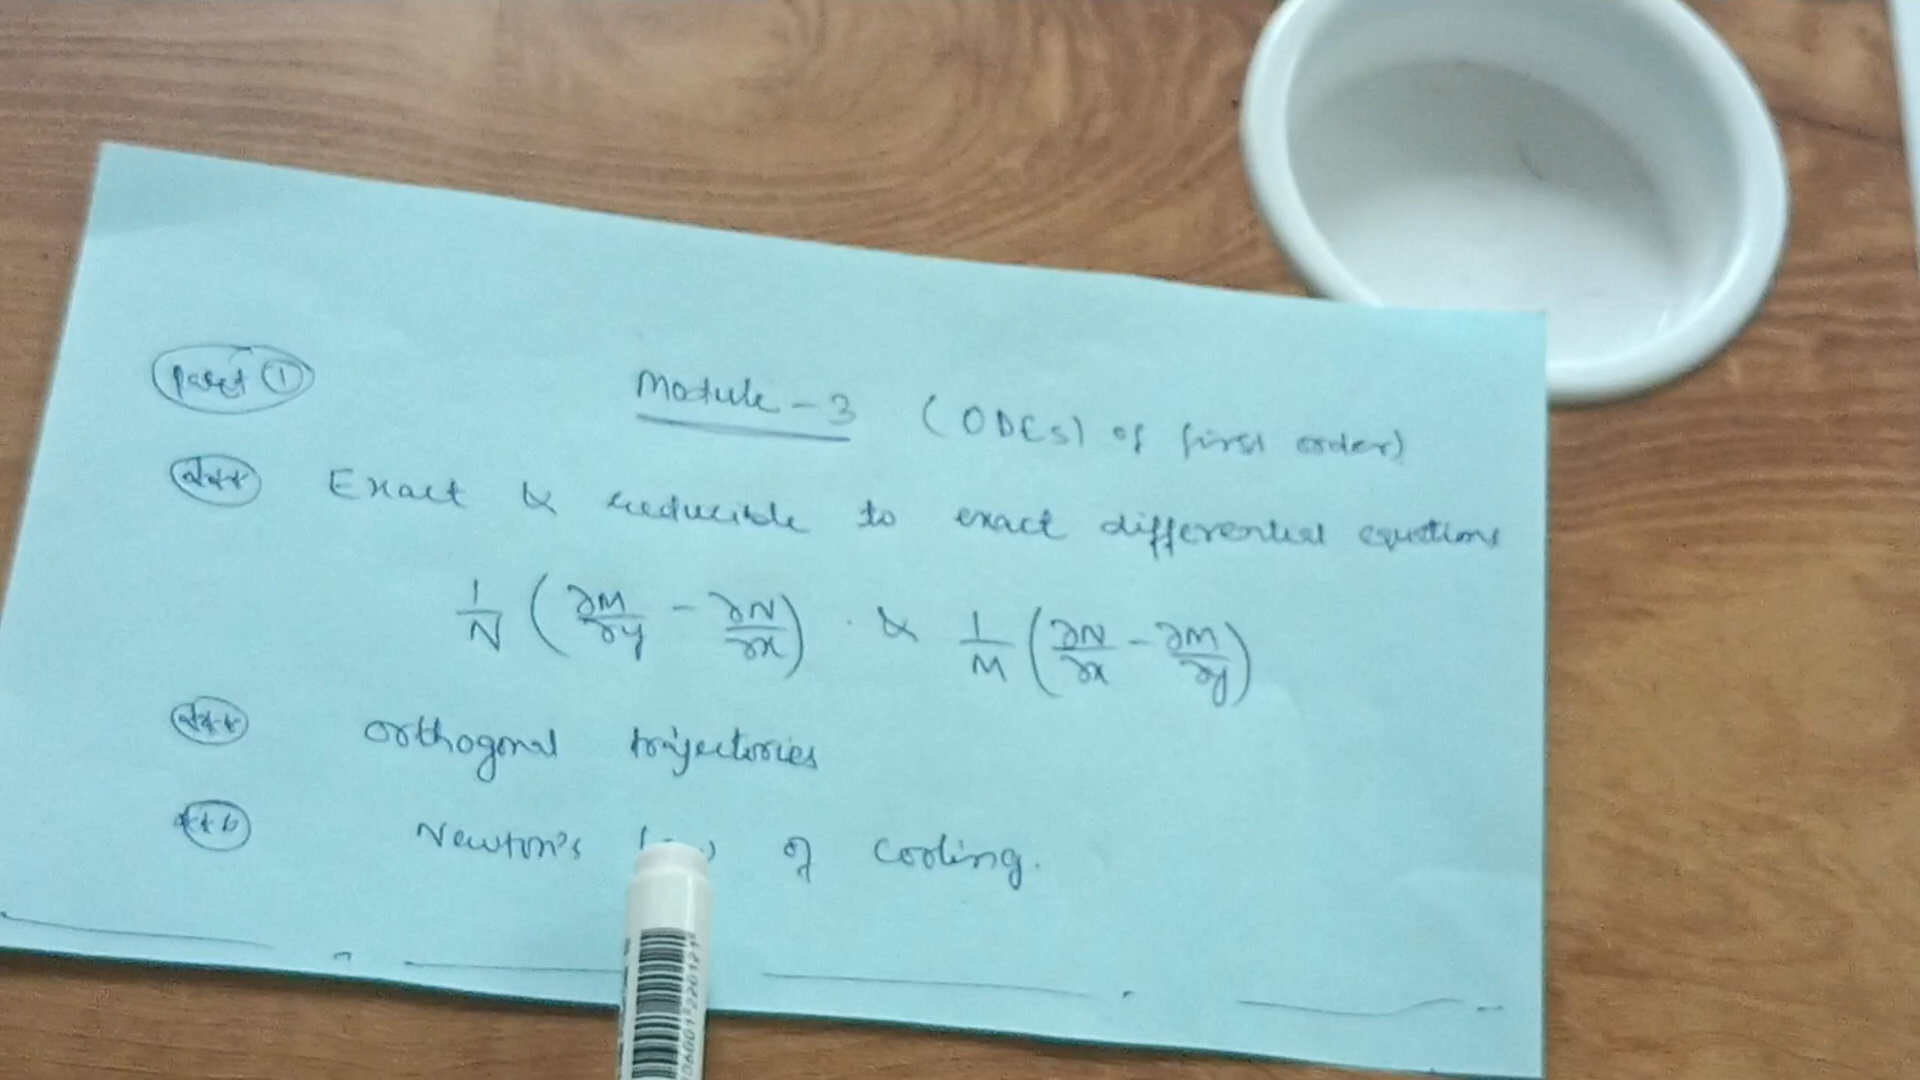 Part ①
Module - 3 (ODEs) of first order)
*** Exact & reducible to exact differential equations
1/N (∂M/∂y - ∂N/∂x) & 1/M (∂N/∂x - ∂M/∂y)
*** orthogonal trajectories
*** Newton's of cooling.